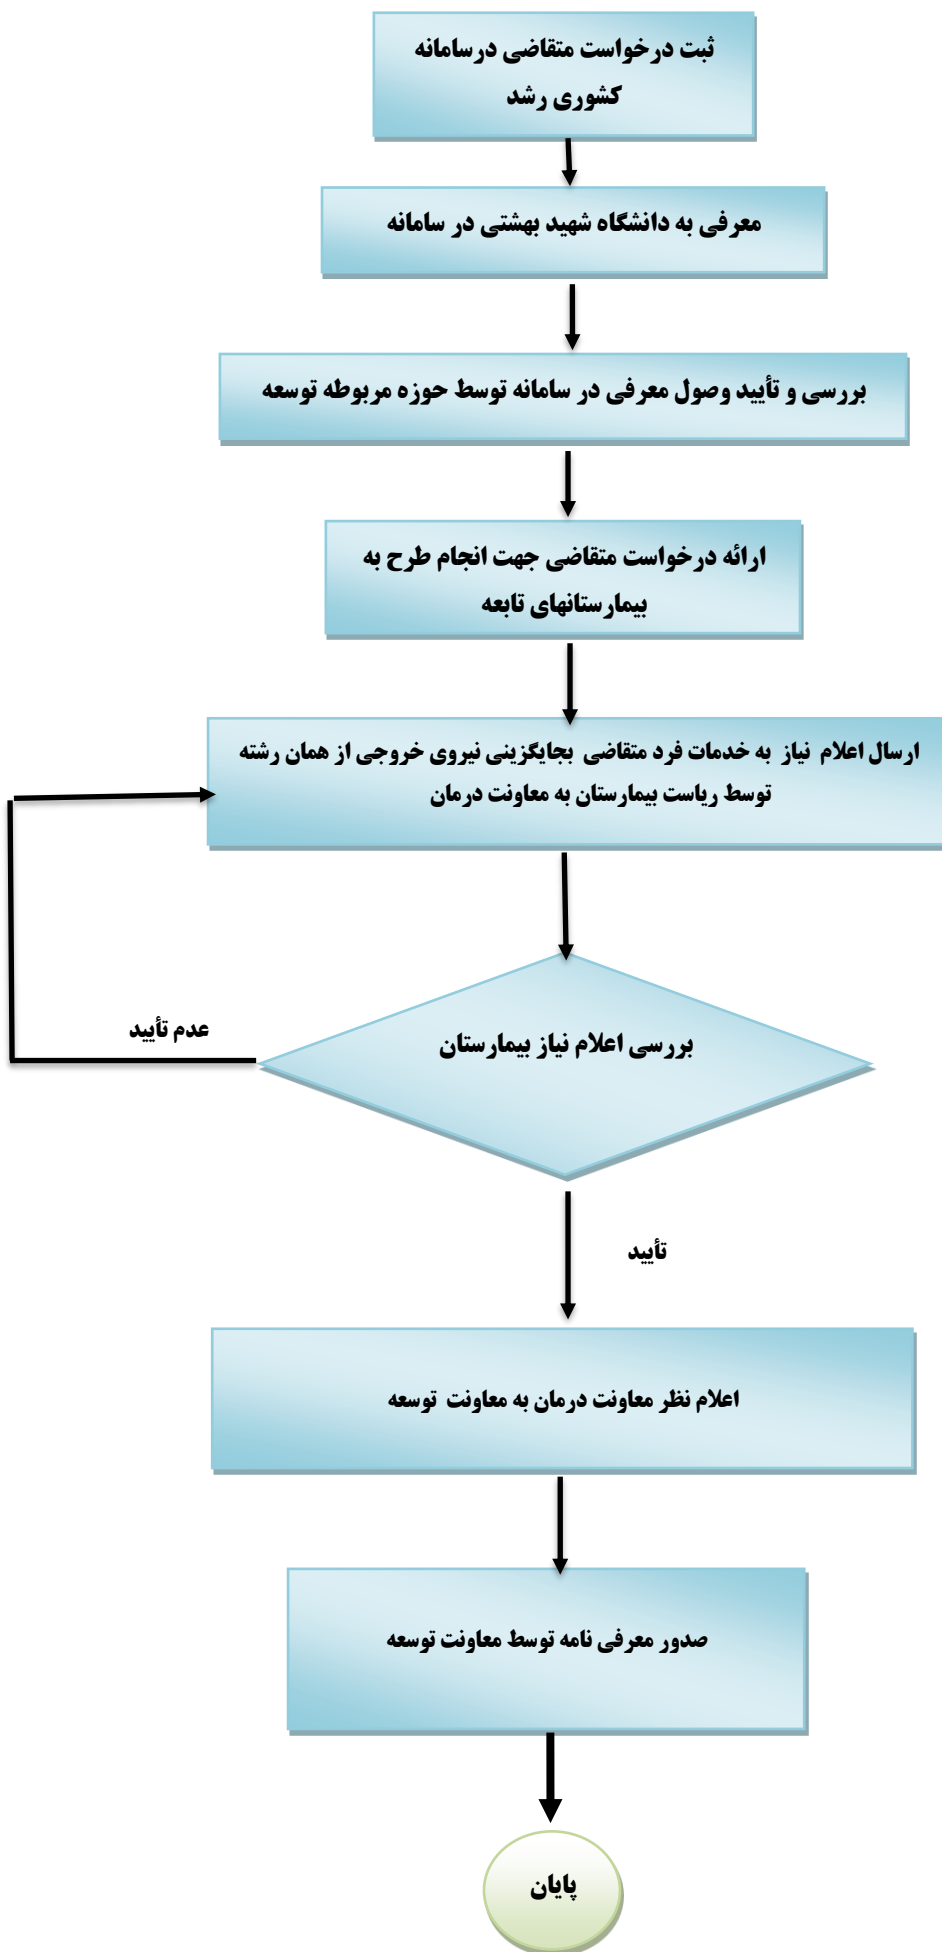 ثبت درخواست متقاضی درسامانه
کشوری رشد
معرفی به دانشگاه شهید بهشتی در سامانه
بررسی و تأیید وصول معرفی در سامانه توسط حوزه مربوطه توسعه
ارائه درخواست متقاضی جهت انجام طرح به
بیمارستانهای تابعه
ارسال اعلام نیاز به خدمات فرد متقاضی بجایگزینی نیروی خروجی از همان رشته
توسط ریاست بیمارستان به معاونت درمان
بررسی اعلام نیاز بیمارستان
عدم تأیید
تأیید
اعلام نظر معاونت درمان به معاونت توسعه
صدور معرفی نامه توسط معاونت توسعه
پایان